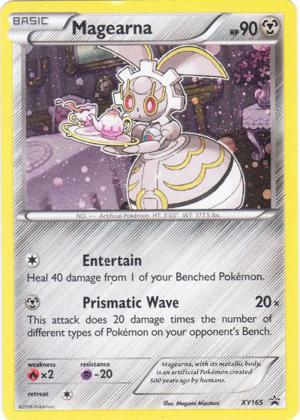 BASIC
Magearna HP90
NO. --- Artificial Pokémon HT: 3'03" WT: 177.5 lbs.
Entertain
Heal 40 damage from 1 of your Benched Pokémon.
Prismatic Wave 20×
This attack does 20 damage times the number of
different types of Pokémon on your opponent's Bench.
weakness resistance
×2 -20
retreat
Magearna, with its metallic body,
is an artificial Pokémon created
500 years ago by humans.
©2016 Pokémon
Illus. Megumi Mizutani
XY165